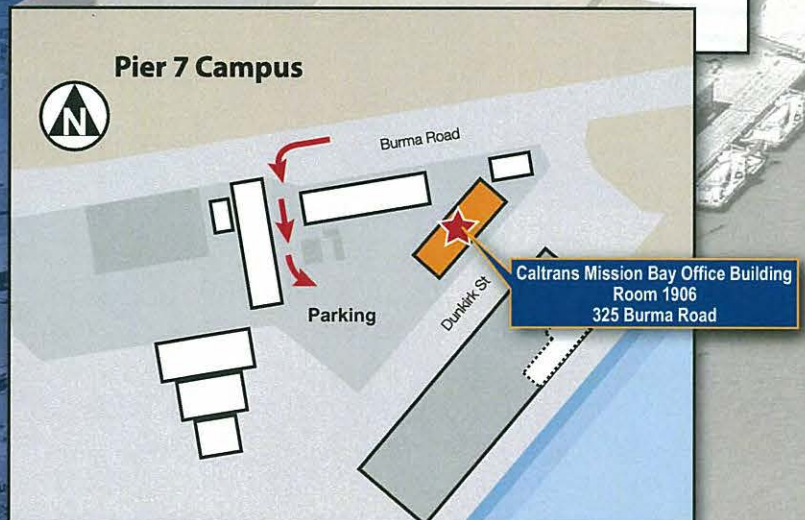 Pier 7 Campus
N
Burma Road
Caltrans Mission Bay Office Building
Room 1906
325 Burma Road
Dunkirk St
Parking